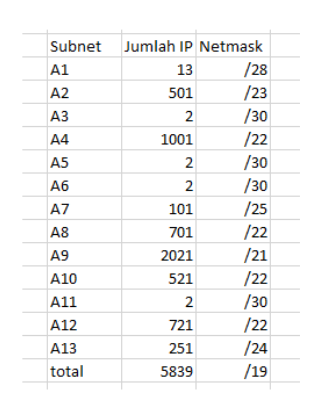 Subnet Jumlah IP Netmask
A1 13 /28
A2 501 /23
A3 2 /30
A4 1001 /22
A5 2 /30
A6 2 /30
A7 101 /25
A8 701 /22
A9 2021 /21
A10 521 /22
A11 2 /30
A12 721 /22
A13 251 /24
total 5839 /19